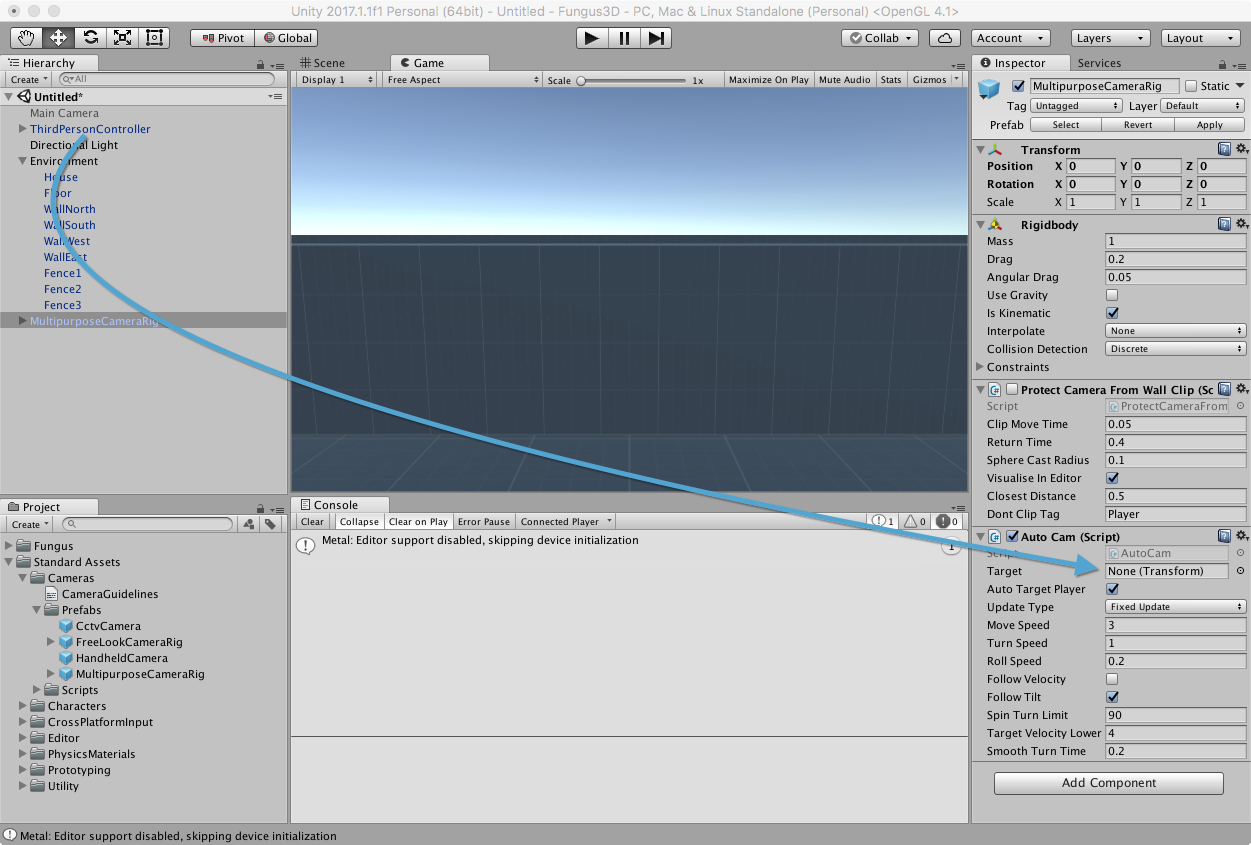 Unity 2017.1.1f1 Personal (64bit) - Untitled - Fungus3D - PC, Mac & Linux Standalone (Personal) <OpenGL 4.1>
Pivot Global Collab Account Layers Layout
Hierarchy
Create All
Untitled*
Main Camera
ThirdPersonController
Directional Light
Environment
House
Floor
WallNorth
WallSouth
WallWest
WallEast
Fence1
Fence2
Fence3
MultipurposeCameraRig
Scene Game
Display 1 Free Aspect Scale 1x Maximize On Play Mute Audio Stats Gizmos
Project
Create
Fungus
Standard Assets
Cameras
CameraGuidelines
Prefabs
CctvCamera
FreeLookCameraRig
HandheldCamera
MultipurposeCameraRig
Scripts
Characters
CrossPlatformInput
Editor
PhysicsMaterials
Prototyping
Utility
Console
Clear Collapse Clear on Play Error Pause Connected Player 1 0 0
Metal: Editor support disabled, skipping device initialization 1
Inspector Services
MultipurposeCameraRig Static
Tag Untagged Layer Default
Prefab Select Revert Apply
Transform
Position X 0 Y 0 Z 0
Rotation X 0 Y 0 Z 0
Scale X 1 Y 1 Z 1
Rigidbody
Mass 1
Drag 0.2
Angular Drag 0.05
Use Gravity
Is Kinematic
Interpolate None
Collision Detection Discrete
Constraints
Protect Camera From Wall Clip (Sc
Script ProtectCameraFrom
Clip Move Time 0.05
Return Time 0.4
Sphere Cast Radius 0.1
Visualise In Editor
Closest Distance 0.5
Dont Clip Tag Player
Auto Cam (Script)
Script AutoCam
Target None (Transform)
Auto Target Player
Update Type Fixed Update
Move Speed 3
Turn Speed 1
Roll Speed 0.2
Follow Velocity
Follow Tilt
Spin Turn Limit 90
Target Velocity Lower 4
Smooth Turn Time 0.2
Add Component
Metal: Editor support disabled, skipping device initialization